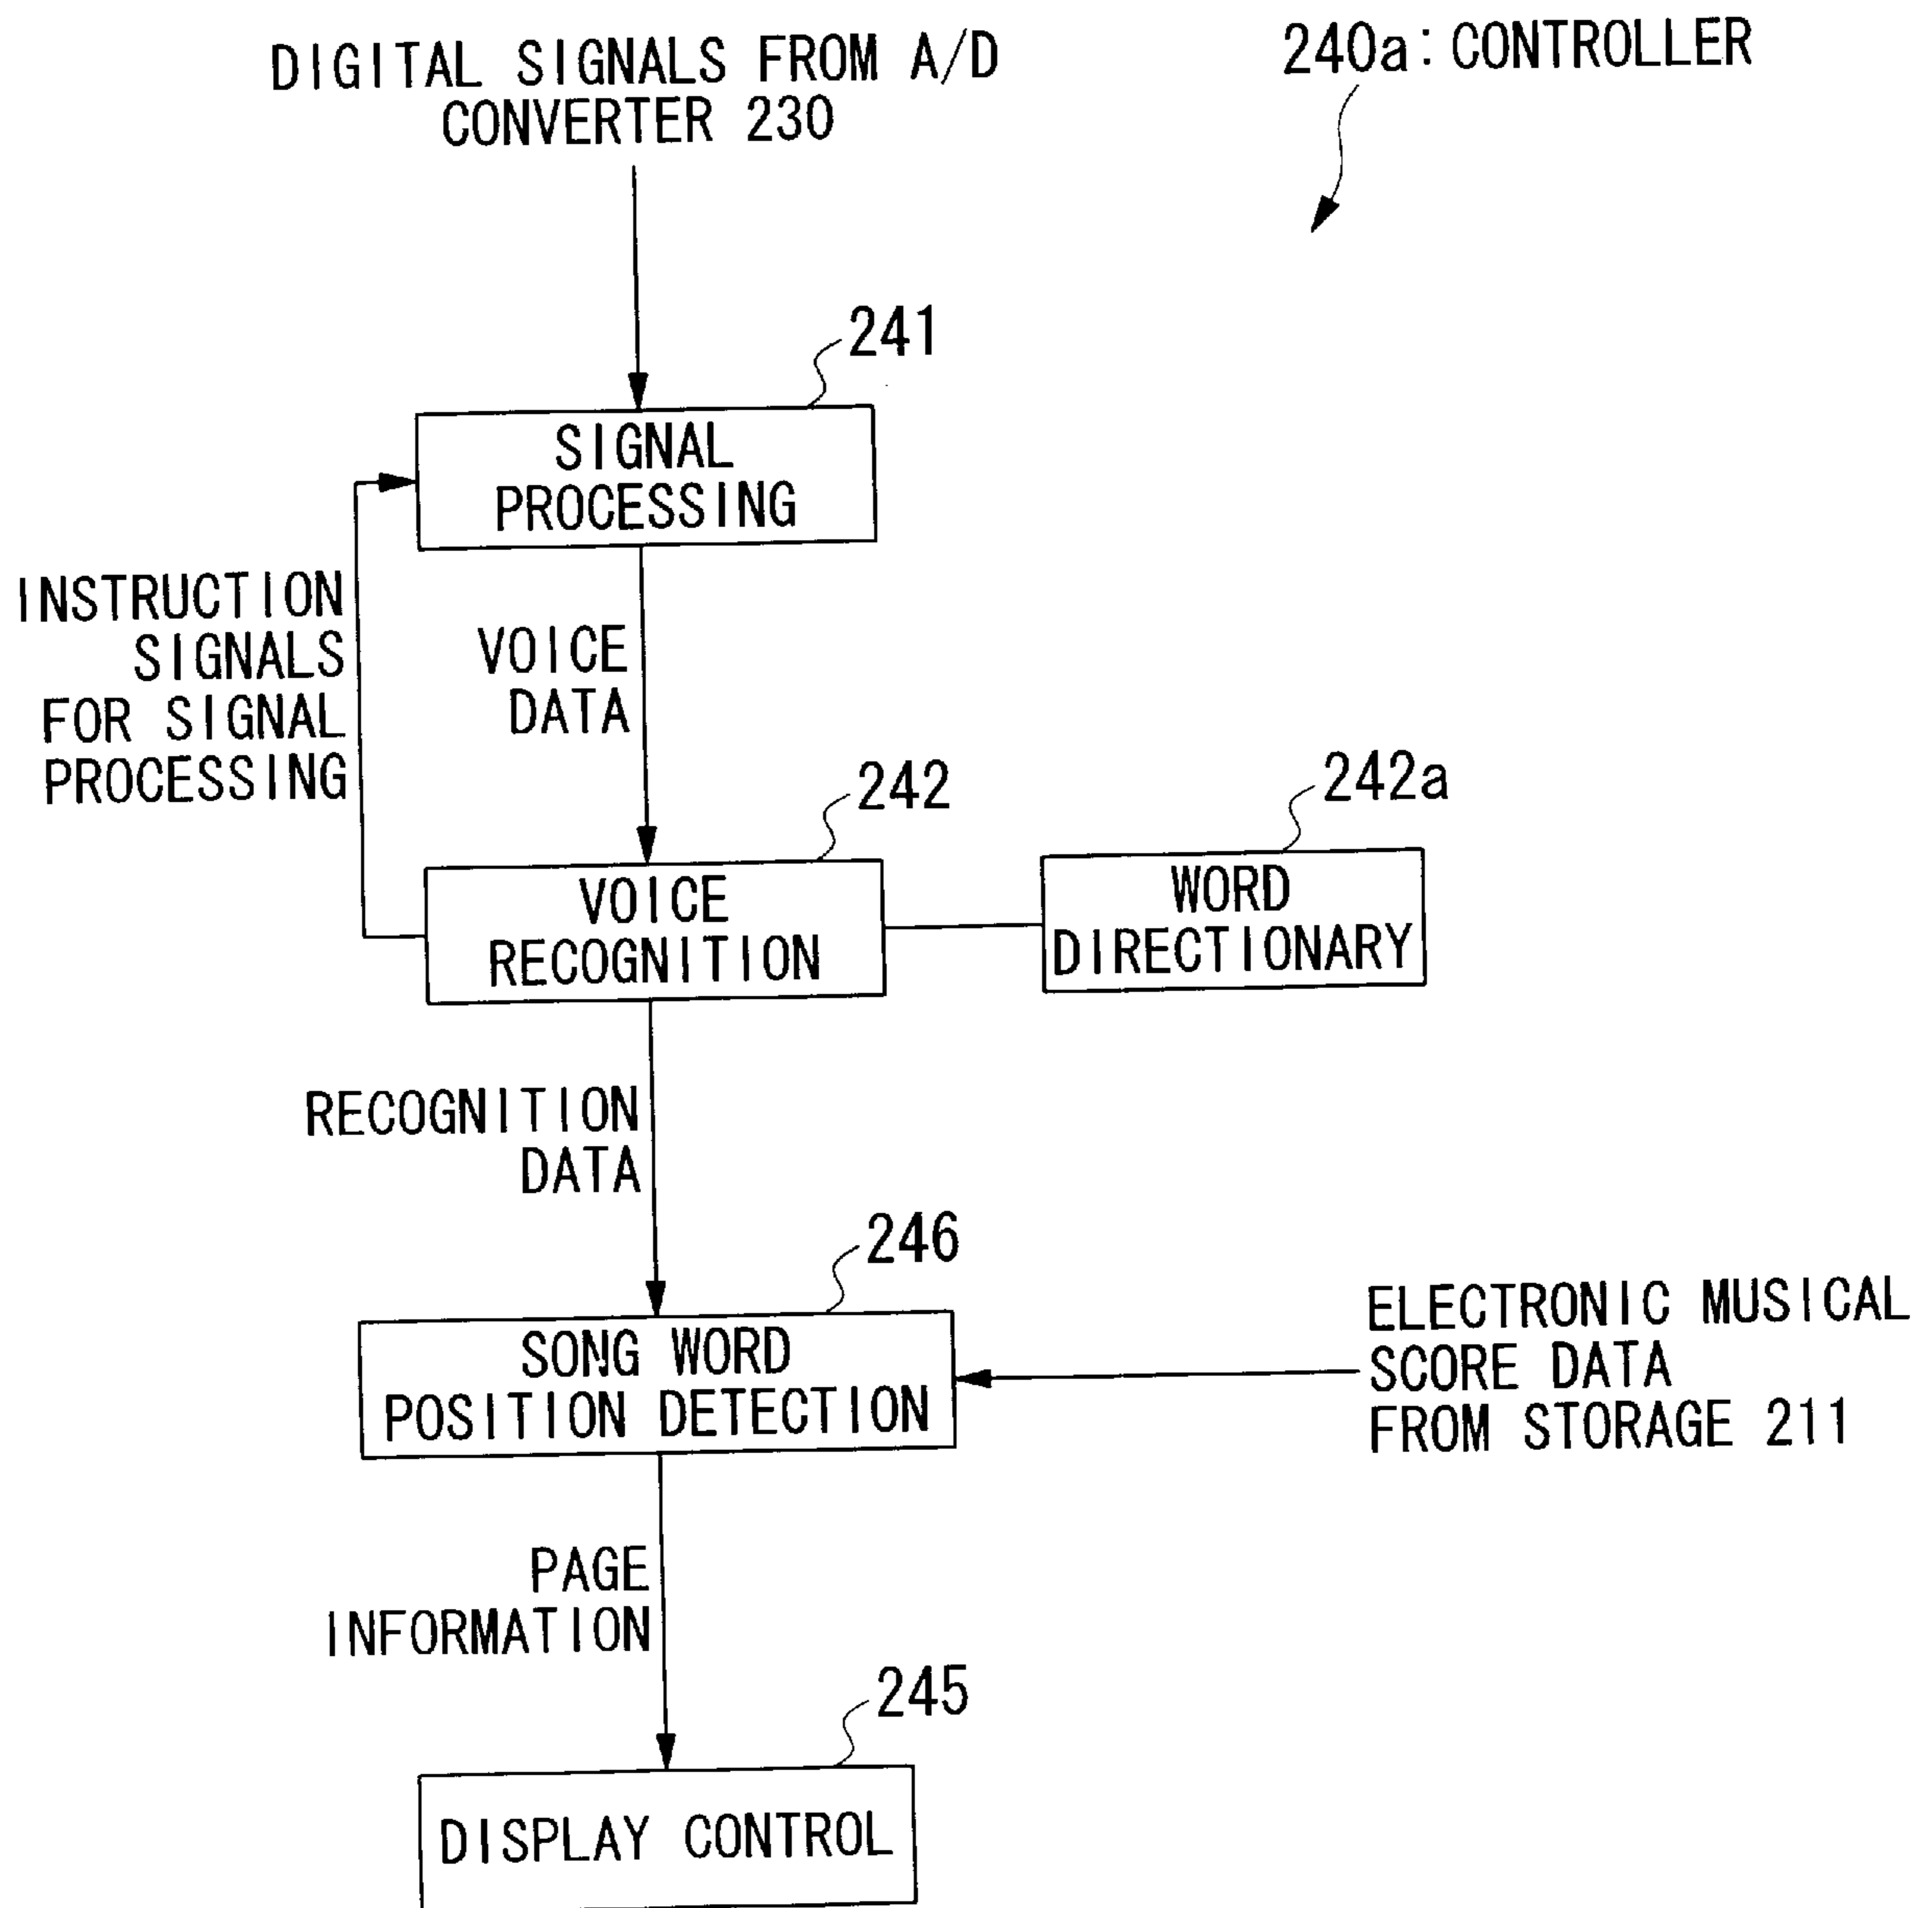 DIGITAL SIGNALS FROM A/D
CONVERTER 230
240a: CONTROLLER
241
SIGNAL
PROCESSING
INSTRUCTION
SIGNALS
FOR SIGNAL
PROCESSING
VOICE
DATA
242
242a
VOICE
RECOGNITION
WORD
DIRECTIONARY
RECOGNITION
DATA
246
SONG WORD
POSITION DETECTION
ELECTRONIC MUSICAL
SCORE DATA
FROM STORAGE 211
PAGE
INFORMATION
245
DISPLAY CONTROL